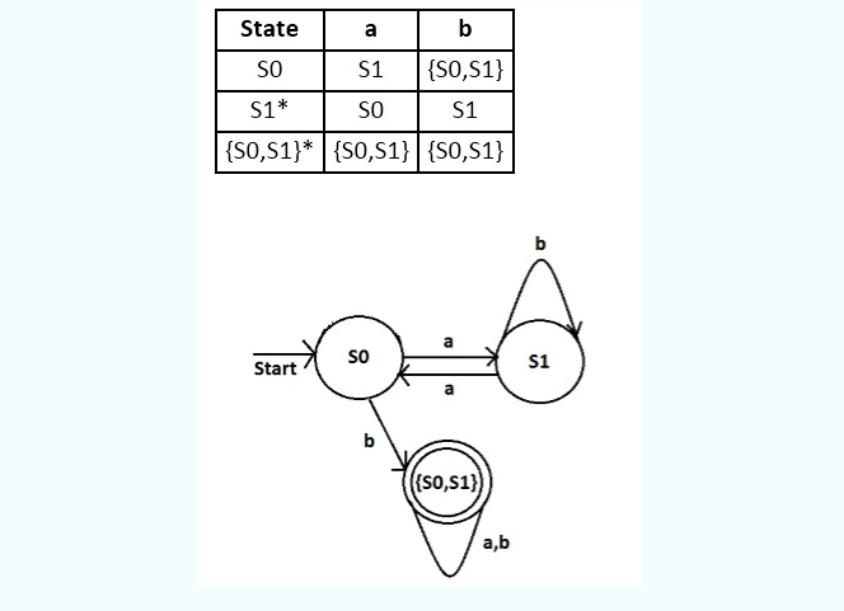 State a b
S0 S1 {S0,S1}
S1* S0 S1
{S0,S1}* {S0,S1} {S0,S1}
b
a
S0 S1
Start
a
b
{S0,S1}
a,b